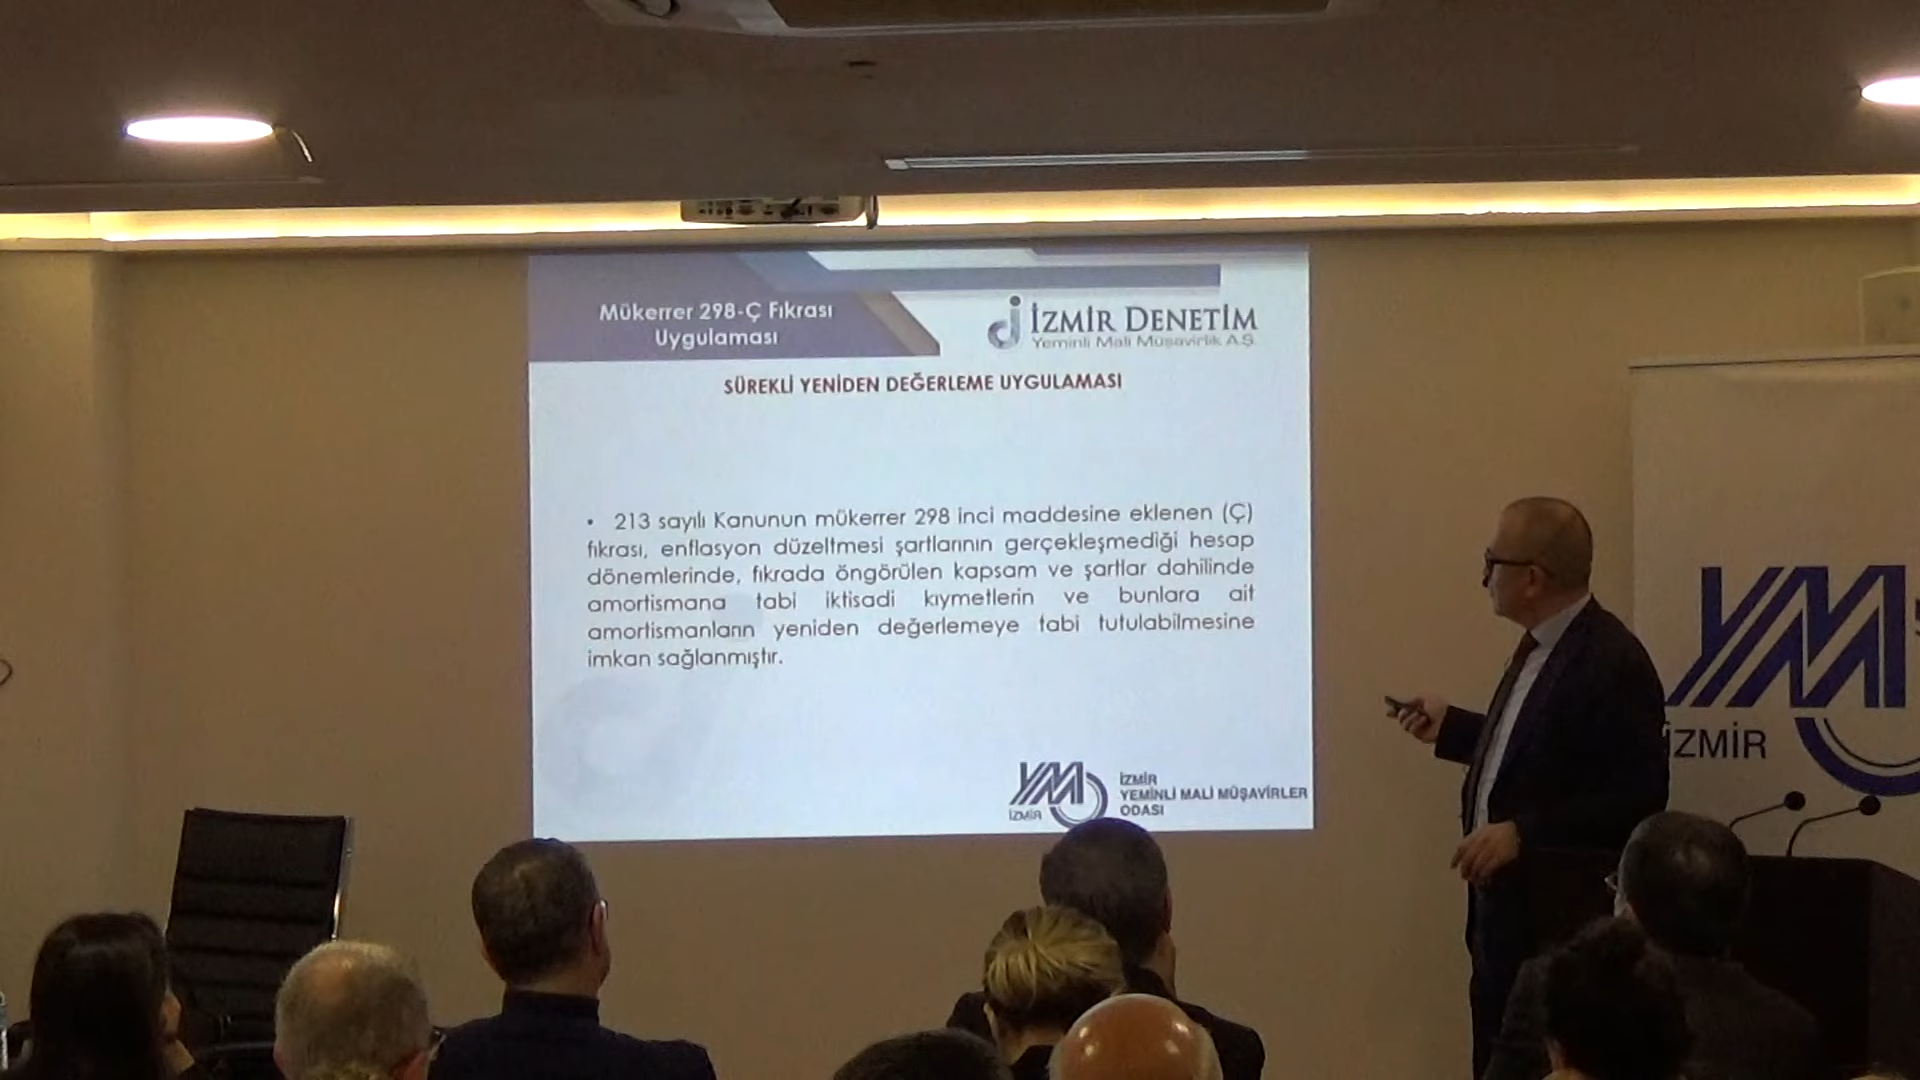 Mükerrer 298-Ç Fıkrası
Uygulaması
İZMİR DENETİM
Yeminli Mali Müşavirlik A.Ş.
SÜREKLİ YENİDEN DEĞERLEME UYGULAMASI
• 213 sayılı Kanunun mükerrer 298 inci maddesine eklenen (Ç)
fıkrası, enflasyon düzeltmesi şartlarının gerçekleşmediği hesap
dönemlerinde, fıkrada öngörülen kapsam ve şartlar dahilinde
amortismana tabi iktisadi kıymetlerin ve bunlara ait
amortismanların yeniden değerlemeye tabi tutulabilmesine
imkan sağlanmıştır.
YMM
İZMİR
İZMİR
YEMİNLİ MALİ MÜŞAVİRLER
ODASI
YMM
İZMİR